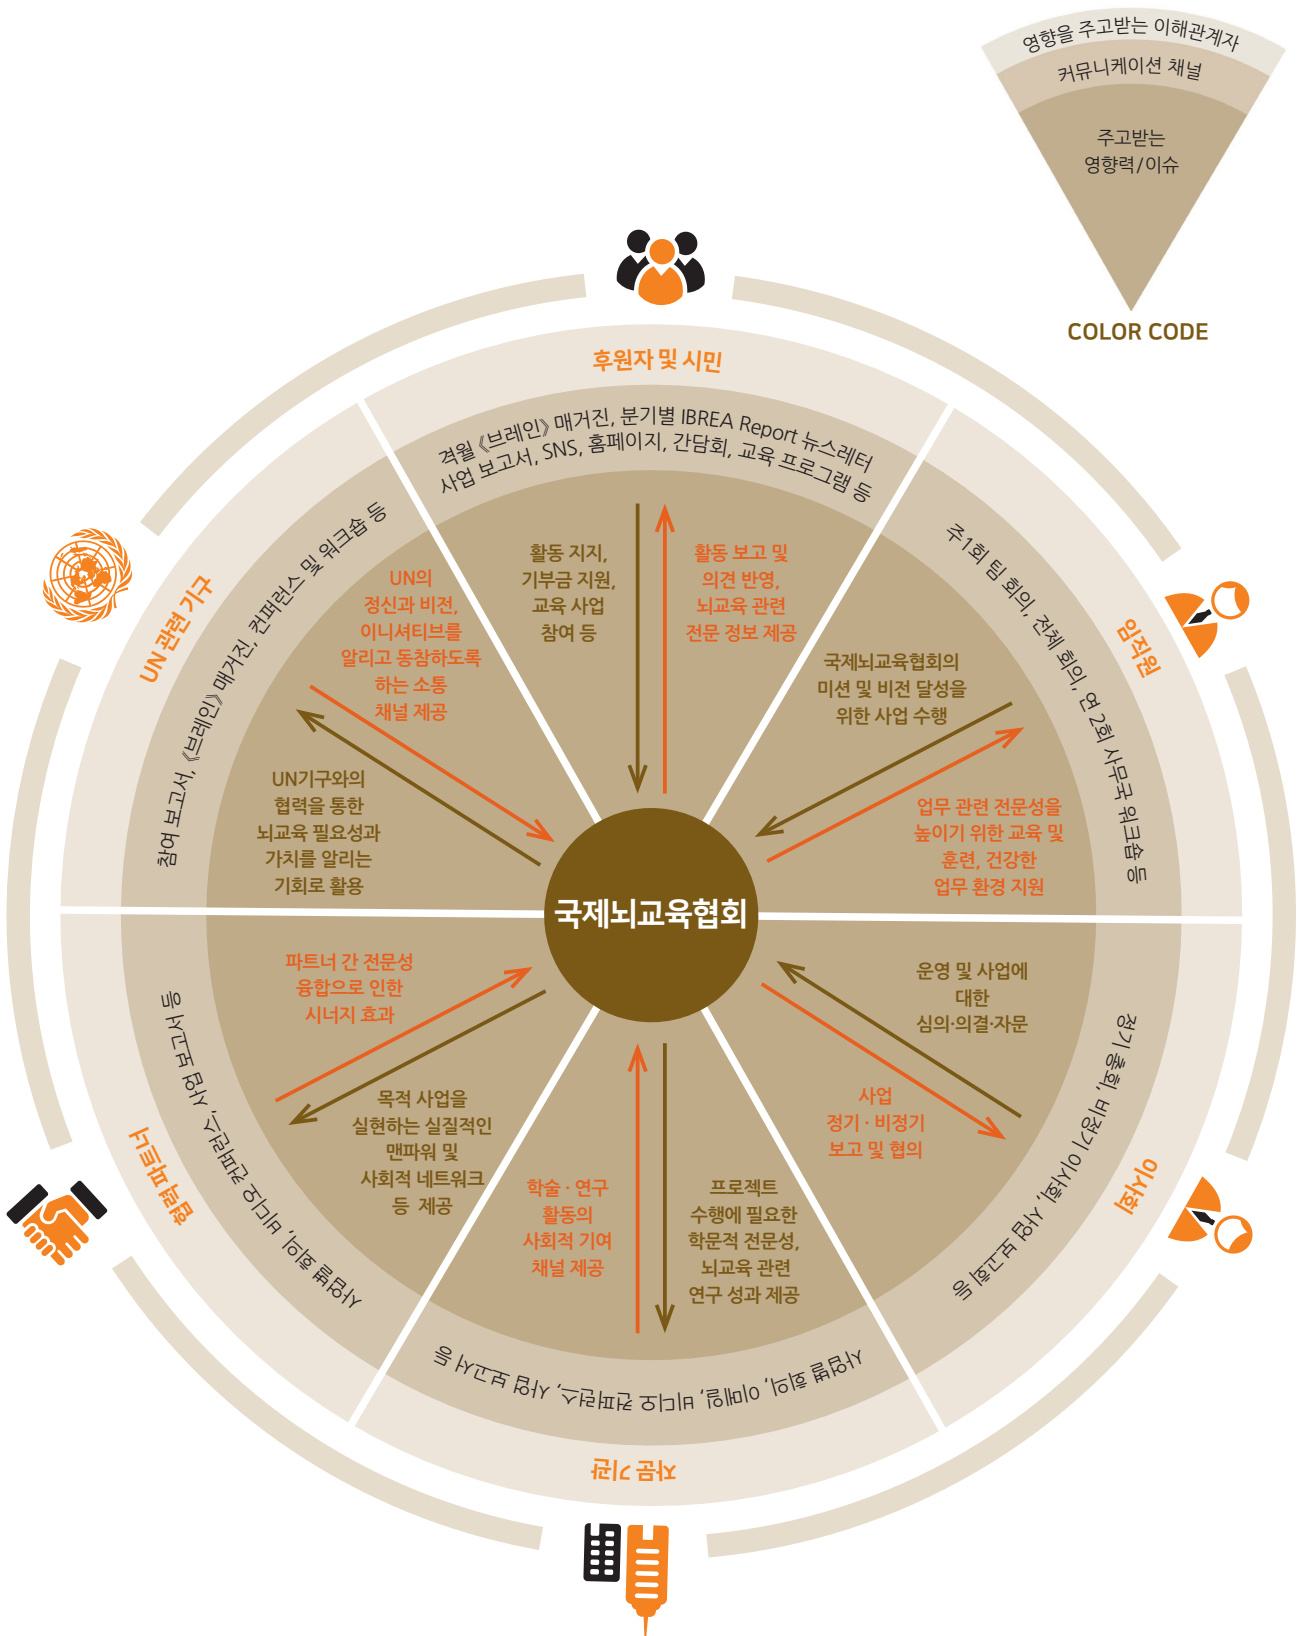 영향을 주고받는 이해관계자
커뮤니케이션 채널
주고받는
영향력/이슈
COLOR CODE
후원자 및 시민
격월 《브레인》 매거진, 분기별 IBREA Report 뉴스레터
사업 보고서, SNS, 홈페이지, 간담회, 교육 프로그램 등
활동 지지,
기부금 지원,
교육 사업
참여 등
활동 보고 및
의견 반영,
뇌교육 관련
전문 정보 제공
임직원
주1회 팀 회의, 전체 회의, 연 2회 사무국 워크숍 등
국제뇌교육협회의
미션 및 비전 달성을
위한 사업 수행
업무 관련 전문성을
높이기 위한 교육 및
훈련, 건강한
업무 환경 지원
이사회
정기 총회, 비정기 이사회, 사업 보고회 등
운영 및 사업에
대한
심의·의결·자문
사업
정기 · 비정기
보고 및 협의
자문기관
사업별 회의, 이메일, 비디오 컨퍼런스, 사업 보고서 등
프로젝트
수행에 필요한
학문적 전문성,
뇌교육 관련
연구 성과 제공
학술 · 연구
활동의
사회적 기여
채널 제공
협력파트너
사업별 회의, 비디오 컨퍼런스, 사업 보고서 등
파트너 간 전문성
융합으로 인한
시너지 효과
목적 사업을
실현하는 실질적인
맨파워 및
사회적 네트워크
등 제공
UN 관련 기구
참여 보고서, 《브레인》 매거진, 컨퍼런스 및 워크숍 등
UN의
정신과 비전,
이니셔티브를
알리고 동참하도록
하는 소통
채널 제공
UN기구와의
협력을 통한
뇌교육 필요성과
가치를 알리는
기회로 활용
국제뇌교육협회